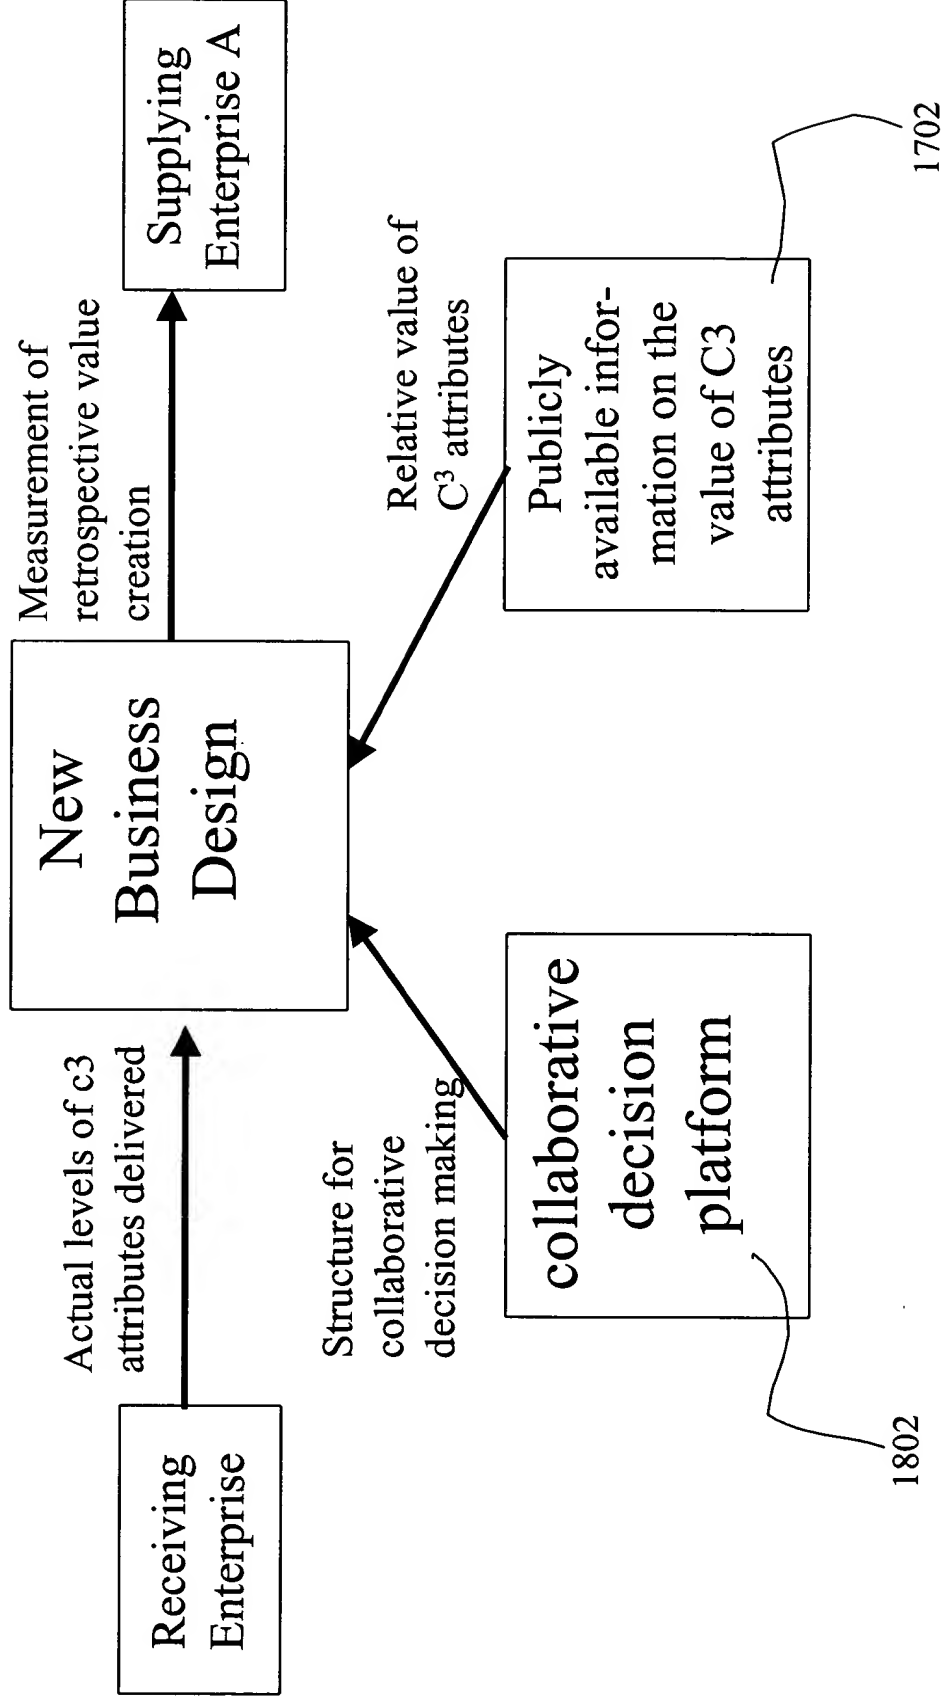 Receiving
Enterprise
Actual levels of c3
attributes delivered
New
Business
Design
Measurement of
retrospective value
creation
Supplying
Enterprise A
Structure for
collaborative
decision making
Relative value of
C³ attributes
collaborative
decision
platform
Publicly
available infor-
mation on the
value of C3
attributes
1802
1702